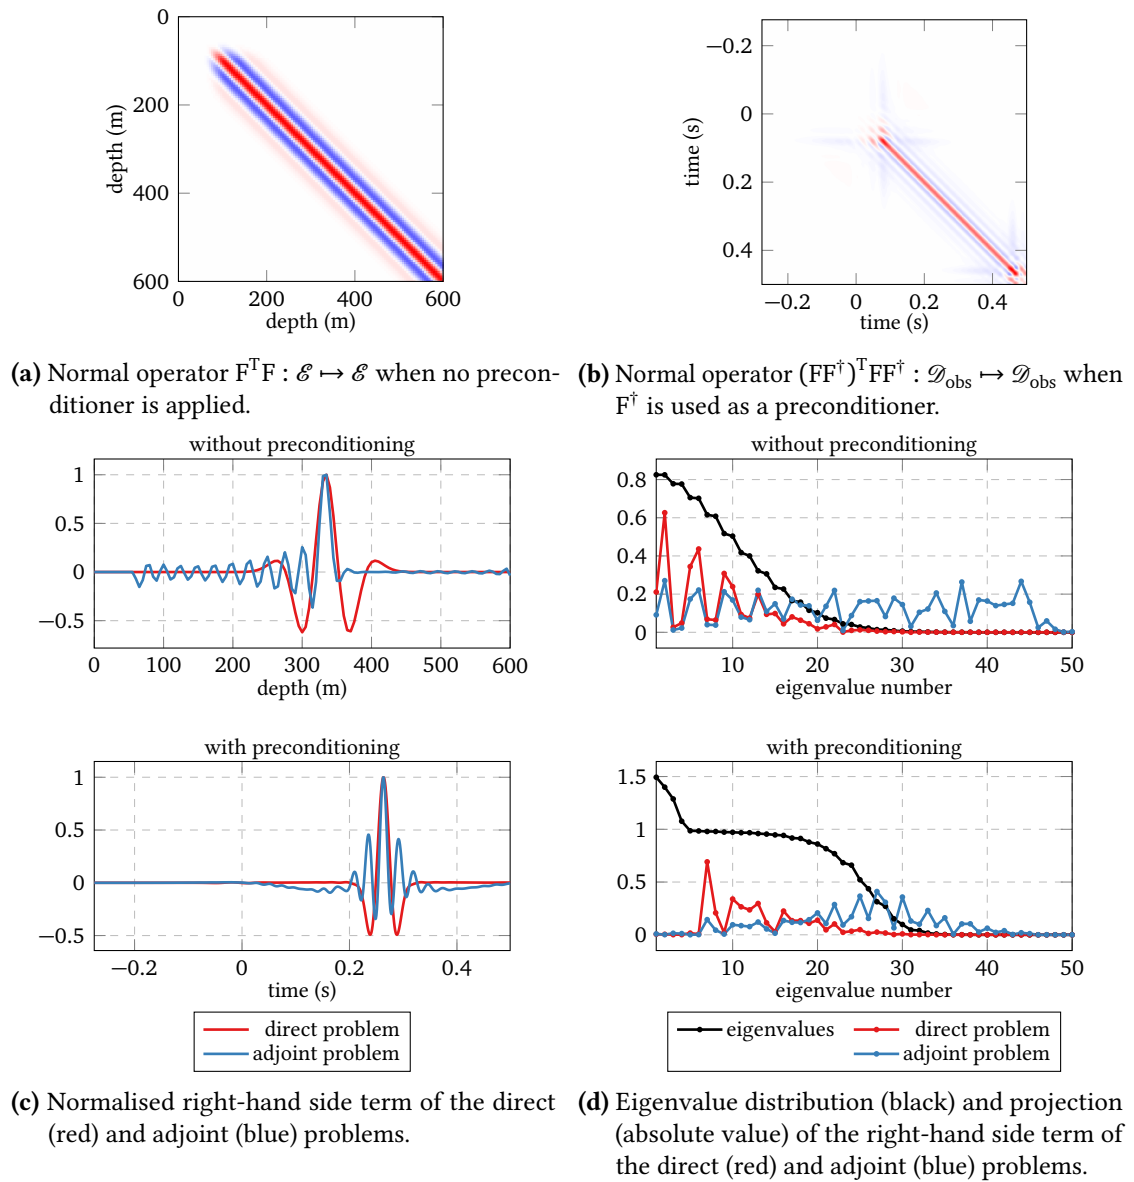 0
200
400
600
depth (m)
0
200
400
600
depth (m)
−0.2
0
0.2
0.4
time (s)
−0.2
0
0.2
0.4
time (s)
(a) Normal operator FᵀF : ℰ ↦ ℰ when no precon-
ditioner is applied.
(b) Normal operator (FF†)ᵀFF† : 𝒟obs ↦ 𝒟obs when
F† is used as a preconditioner.
without preconditioning
1
0.5
0
−0.5
0
100
200
300
400
500
600
depth (m)
without preconditioning
0.8
0.6
0.4
0.2
0
10
20
30
40
50
eigenvalue number
with preconditioning
1
0.5
0
−0.5
−0.2
0
0.2
0.4
time (s)
direct problem
adjoint problem
with preconditioning
1.5
1
0.5
0
10
20
30
40
50
eigenvalue number
eigenvalues
direct problem
adjoint problem
(c) Normalised right-hand side term of the direct
(red) and adjoint (blue) problems.
(d) Eigenvalue distribution (black) and projection
(absolute value) of the right-hand side term of
the direct (red) and adjoint (blue) problems.